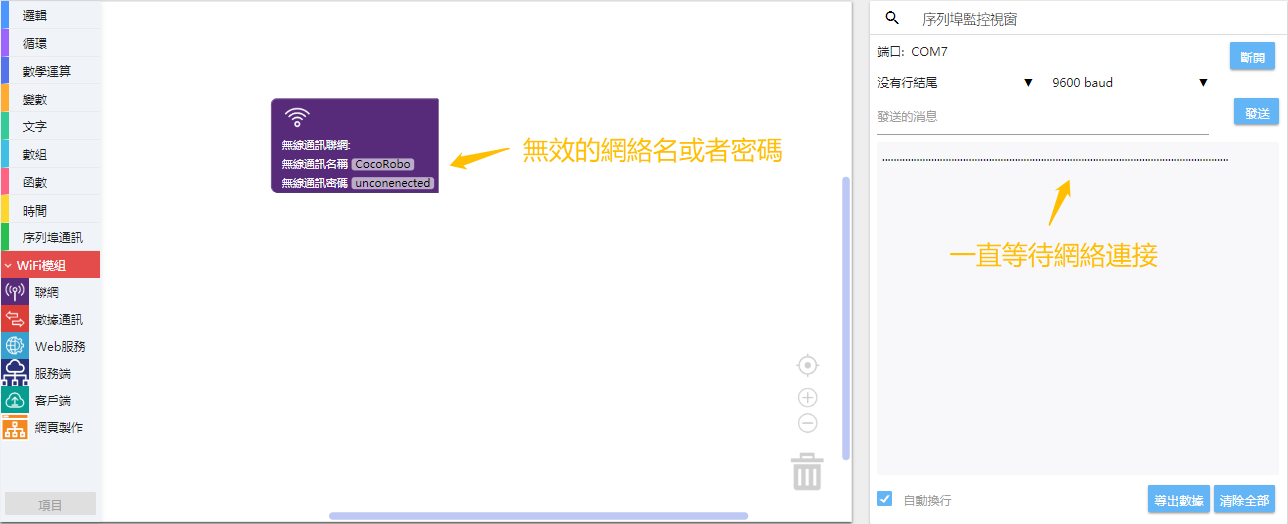 邏輯
循環
數學運算
變數
文字
數組
函數
時間
序列埠通訊
WiFi模組
聯網
數據通訊
Web服務
服務端
客戶端
網頁製作
項目
無線通訊聯網:
無線通訊名稱 CocoRobo
無線通訊密碼 unconenected
無效的網絡名或者密碼
序列埠監控視窗
端口: COM7
斷開
没有行結尾 ▼ 9600 baud ▼
發送的消息
發送
................................................................................
一直等待網絡連接
自動換行
導出數據
清除全部